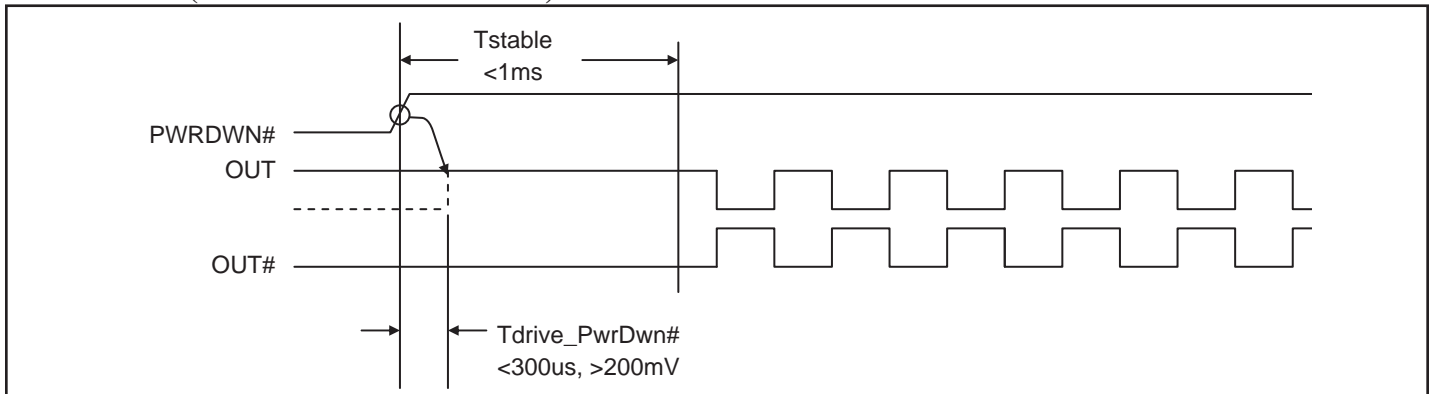 Tstable
<1ms
PWRDWN#
OUT
OUT#
Tdrive_PwrDwn#
<300us, >200mV